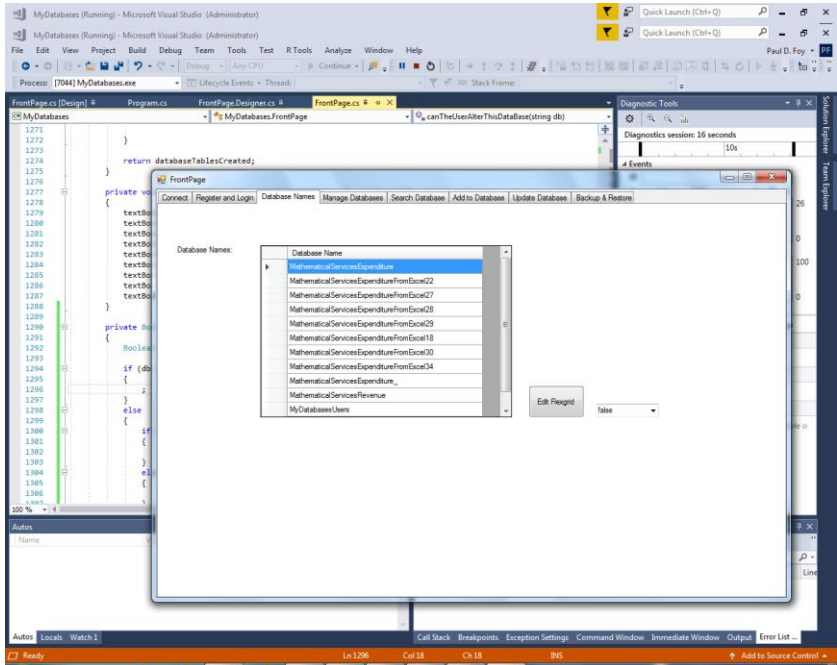 MyDatabases (Running) - Microsoft Visual Studio (Administrator)
Quick Launch (Ctrl+Q)
MyDatabases (Running) - Microsoft Visual Studio (Administrator)
Quick Launch (Ctrl+Q)
File Edit View Project Build Debug Team Tools Test R Tools Analyze Window Help
Paul D. Foy PF
Debug Any CPU Continue
Process: [7044] MyDatabases.exe Lifecycle Events Thread: Stack Frame:
FrontPage.cs [Design] Program.cs FrontPage.Designer.cs FrontPage.cs
Diagnostic Tools
Solution Explorer
Team Explorer
MyDatabases MyDatabases.FrontPage canTheUserAlterThisDataBase(string db)
Diagnostics session: 16 seconds
10s
Events
1271
1272 }
1273
1274 return databaseTablesCreated;
1275 }
1276
1277 private vo
1278 {
1279 textBo
1280 textBo
1281 textBo
1282 textBo
1283 textBo
1284 textBo
1285 textBo
1286 textBo
1287 textBo
1288 }
1289
1290 private Bo
1291 {
1292 Boolea
1293
1294 if (db
1295 {
1296 ;
1297 }
1298 else
1299 {
1300 if
1301 {
1302
1303 }
1304 el
1305 {
1306
1307 }
26
0
100
0
FrontPage
Connect Register and Login Database Names Manage Databases Search Database Add to Database Update Database Backup & Restore
Database Names:
Database Name
MathematicalServicesExpenditure
MathematicalServicesExpenditureFromExcel22
MathematicalServicesExpenditureFromExcel27
MathematicalServicesExpenditureFromExcel28
MathematicalServicesExpenditureFromExcel29
MathematicalServicesExpenditureFromExcel18
MathematicalServicesExpenditureFromExcel30
MathematicalServicesExpenditureFromExcel34
MathematicalServicesExpenditure_
MathematicalServicesRevenue
MyDatabasesUsers
Edit Flexgrid
false
100 %
Autos
Name
Line
Autos Locals Watch 1
Call Stack Breakpoints Exception Settings Command Window Immediate Window Output Error List ...
Ready Ln 1296 Col 18 Ch 18 INS Add to Source Control